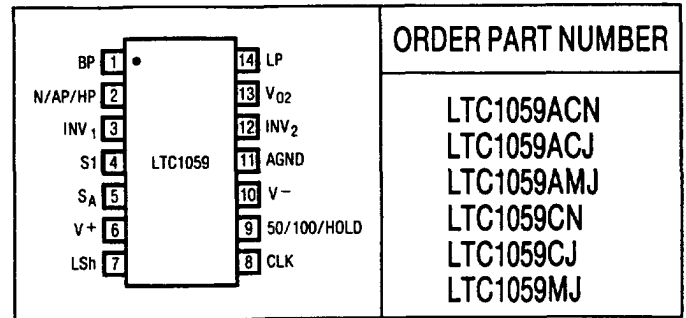 BP 1 14 LP
N/AP/HP 2 13 VO2
INV1 3 12 INV2
S1 4 LTC1059 11 AGND
SA 5 10 V−
V+ 6 9 50/100/HOLD
LSh 7 8 CLK
ORDER PART NUMBER
LTC1059ACN
LTC1059ACJ
LTC1059AMJ
LTC1059CN
LTC1059CJ
LTC1059MJ